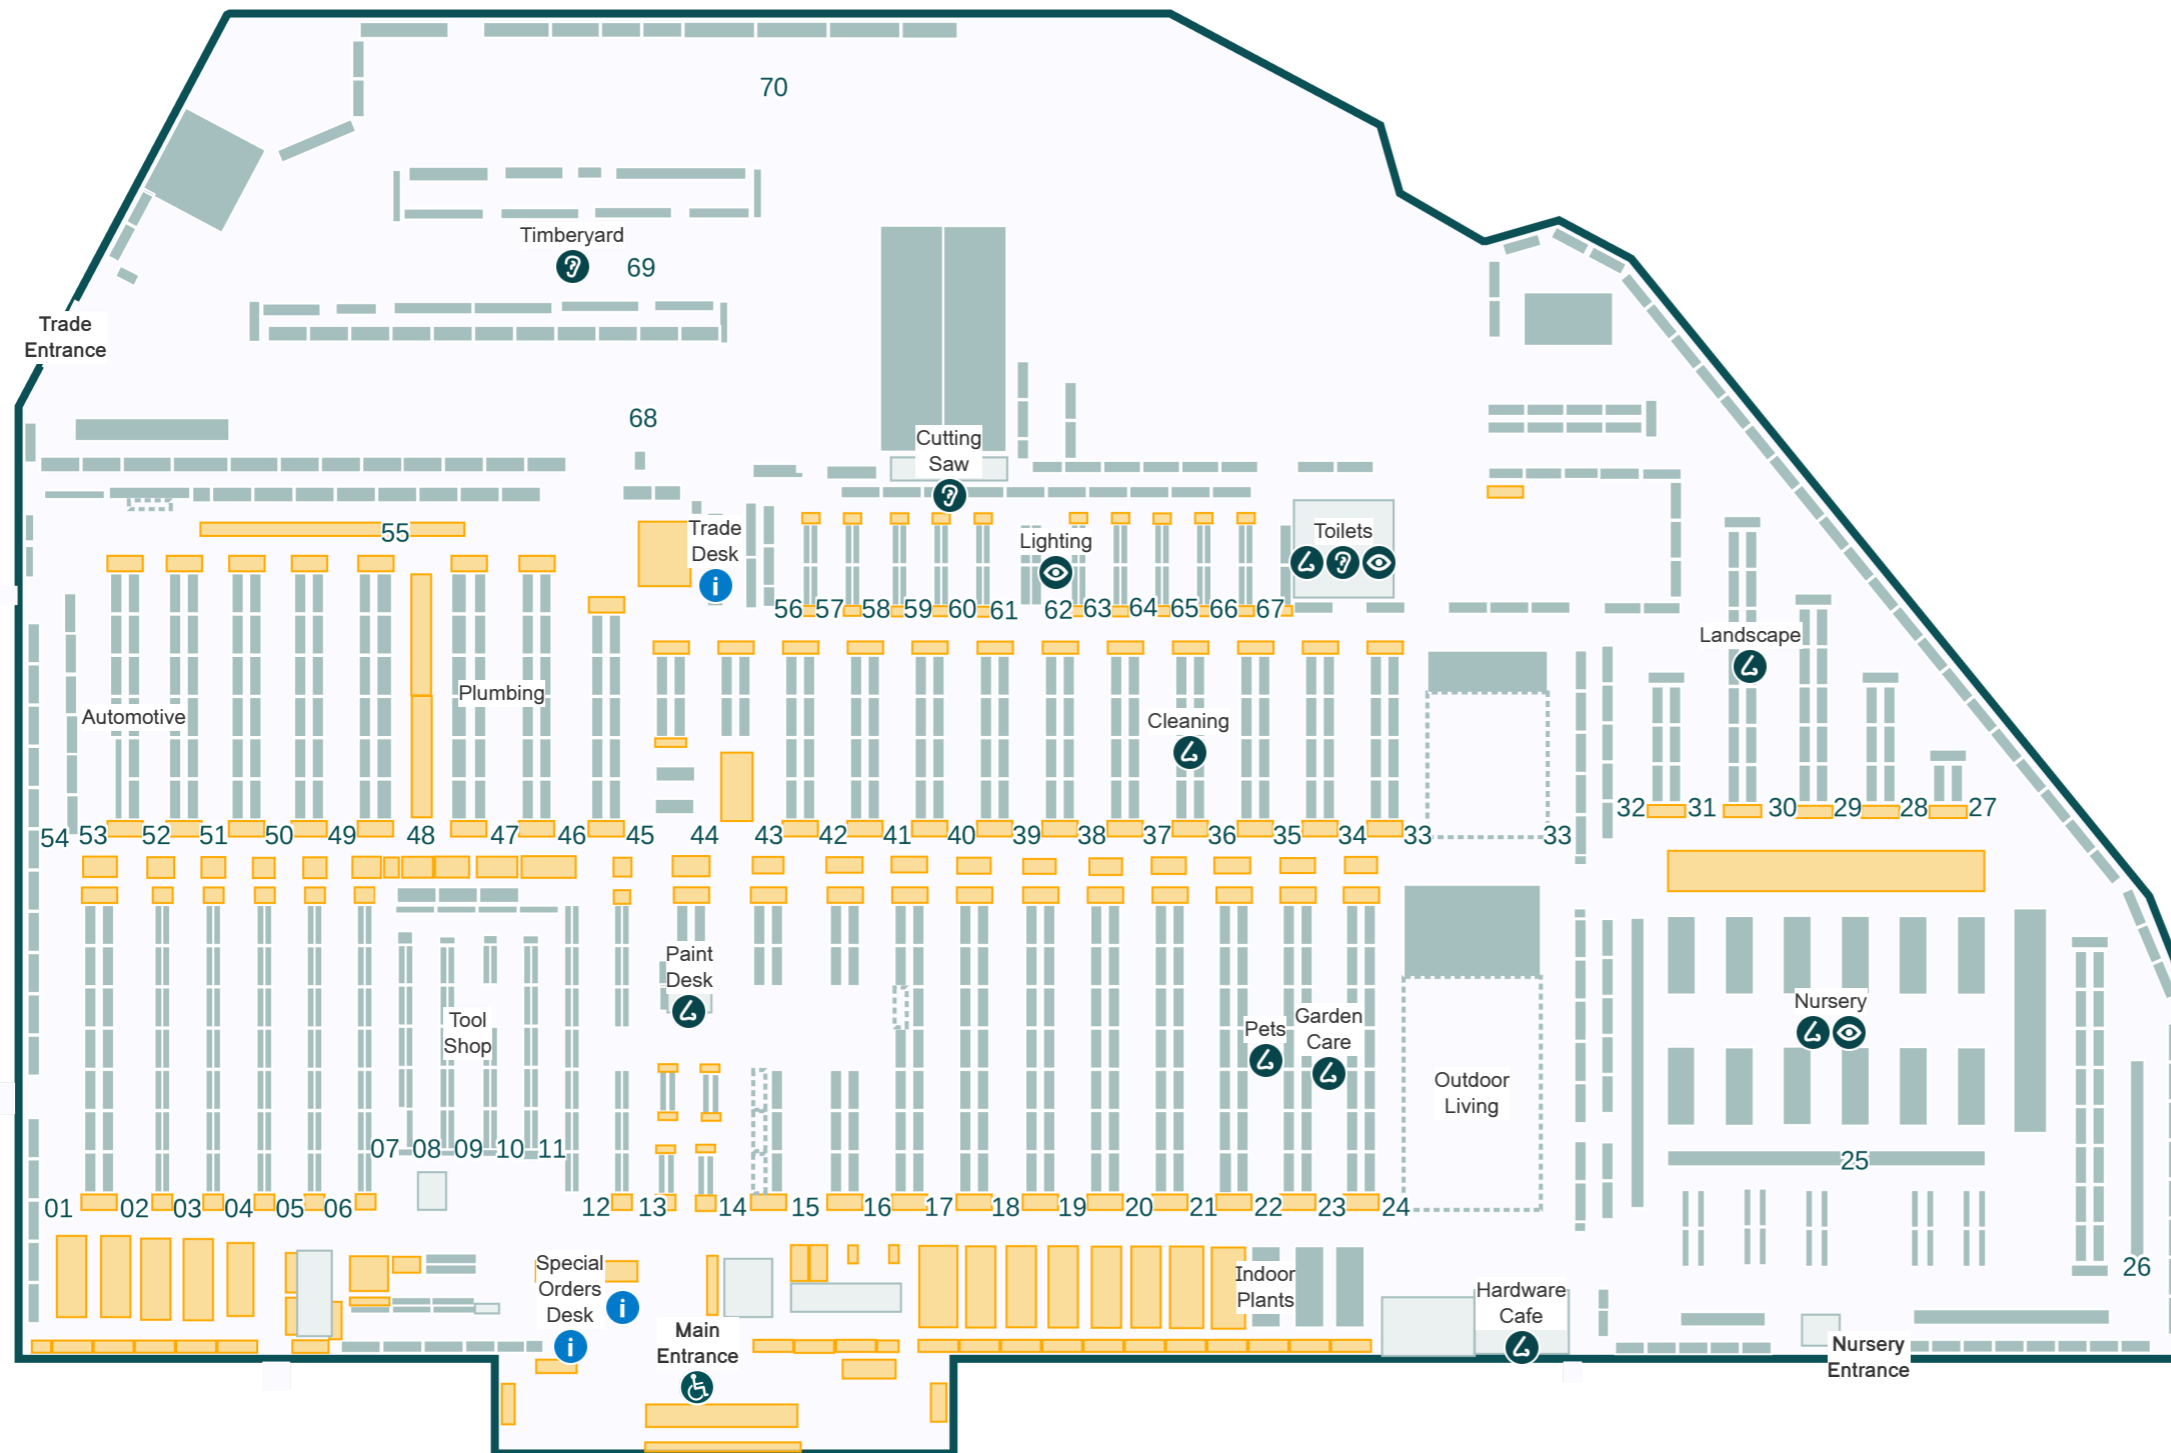 70
Timberyard
69
Trade
Entrance
68
Cutting
Saw
55
Trade
Desk
Lighting
Toilets
56 57 58 59 60 61 62 63 64 65 66 67
Landscape
Plumbing
Automotive
Cleaning
32 31 30 29 28 27
54 53 52 51 50 49 48 47 46 45 44 43 42 41 40 39 38 37 36 35 34 33 33
Paint
Desk
Nursery
Tool
Shop
Pets
Garden
Care
Outdoor
Living
07 08 09 10 11
25
01 02 03 04 05 06 12 13 14 15 16 17 18 19 20 21 22 23 24
26
Special
Orders
Desk
Indoor
Plants
Hardware
Cafe
Main
Entrance
Nursery
Entrance